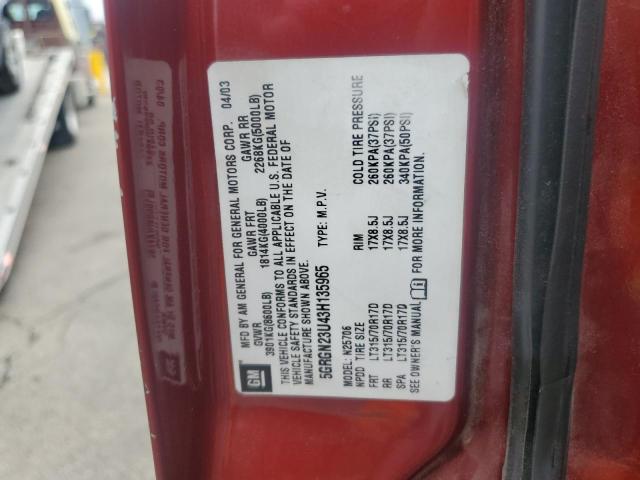 GM
MFD BY AM GENERAL FOR GENERAL MOTORS CORP. 04/03
GVWR GAWR FRT GAWR RR
3901KG(8600LB) 1814KG(4000LB) 2268KG(5000LB)
THIS VEHICLE CONFORMS TO ALL APPLICABLE U.S. FEDERAL MOTOR
VEHICLE SAFETY STANDARDS IN EFFECT ON THE DATE OF
MANUFACTURE SHOWN ABOVE.
5GRGN23U43H135965 TYPE: M.P.V.
MODEL: N25706
NPDD TIRE SIZE RIM COLD TIRE PRESSURE
FRT LT315/70R17D 17X8.5J 260KPA(37PSI)
RR LT315/70R17D 17X8.5J 260KPA(37PSI)
SPA LT315/70R17D 17X8.5J 340KPA(50PSI)
SEE OWNER'S MANUAL FOR MORE INFORMATION.